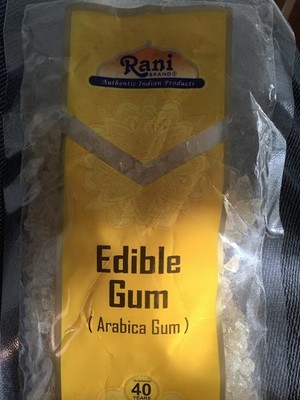 Rani
BRAND®
Authentic Indian Products
Edible
Gum
( Arabica Gum )
40
YEARS